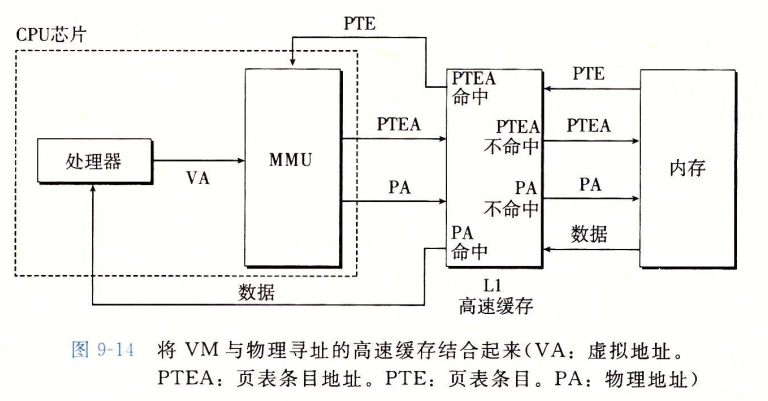 CPU芯片
PTE
处理器
VA
MMU
PTEA
PA
PTEA
命中
PTEA
不命中
PA
不命中
PA
命中
L1
高速缓存
PTE
PTEA
PA
数据
内存
数据
图 9-14 将 VM 与物理寻址的高速缓存结合起来(VA：虚拟地址。
PTEA：页表条目地址。PTE：页表条目。PA：物理地址)